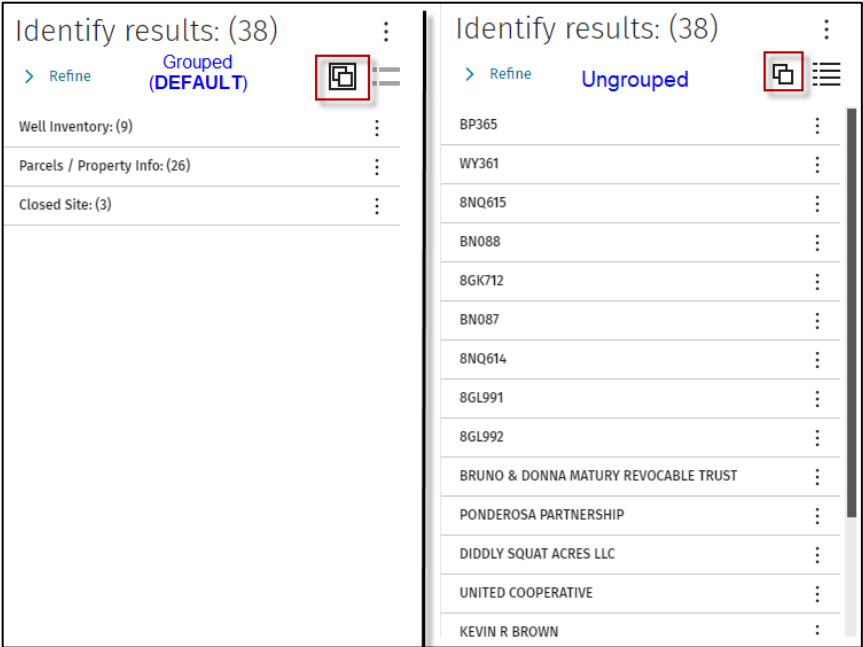 Identify results: (38)
Refine
Grouped
(DEFAULT)
Well Inventory: (9)
Parcels / Property Info: (26)
Closed Site: (3)
Identify results: (38)
Refine
Ungrouped
BP365
WY361
8NQ615
BN088
8GK712
BN087
8NQ614
8GL991
8GL992
BRUNO & DONNA MATURY REVOCABLE TRUST
PONDEROSA PARTNERSHIP
DIDDLY SQUAT ACRES LLC
UNITED COOPERATIVE
KEVIN R BROWN